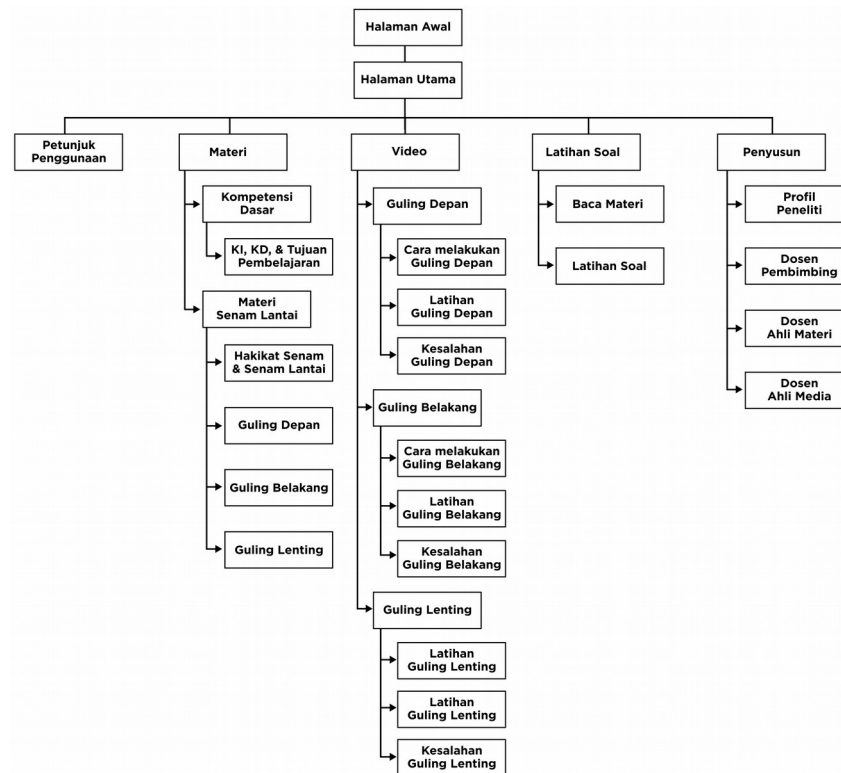 Halaman Awal
Halaman Utama
Petunjuk
Penggunaan
Materi
Video
Latihan Soal
Penyusun
Kompetensi
Dasar
KI, KD, & Tujuan
Pembelajaran
Materi
Senam Lantai
Hakikat Senam
& Senam Lantai
Guling Depan
Guling Belakang
Guling Lenting
Guling Depan
Cara melakukan
Guling Depan
Latihan
Guling Depan
Kesalahan
Guling Depan
Guling Belakang
Cara melakukan
Guling Belakang
Latihan
Guling Belakang
Kesalahan
Guling Belakang
Guling Lenting
Latihan
Guling Lenting
Latihan
Guling Lenting
Kesalahan
Guling Lenting
Baca Materi
Latihan Soal
Profil
Peneliti
Dosen
Pembimbing
Dosen
Ahli Materi
Dosen
Ahli Media